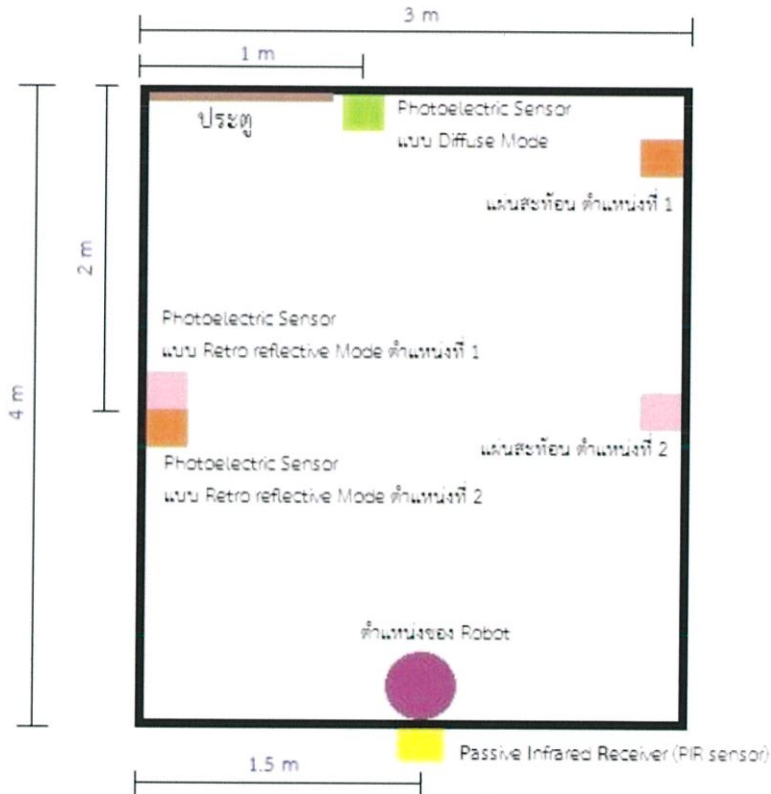 3 m
1 m
ประตู
Photoelectric Sensor
แบบ Diffuse Mode
แผ่นสะท้อน ตำแหน่งที่ 1
2 m
4 m
Photoelectric Sensor
แบบ Retro reflective Mode ตำแหน่งที่ 1
แผ่นสะท้อน ตำแหน่งที่ 2
Photoelectric Sensor
แบบ Retro reflective Mode ตำแหน่งที่ 2
ตำแหน่งของ Robot
Passive Infrared Receiver (PIR sensor)
1.5 m